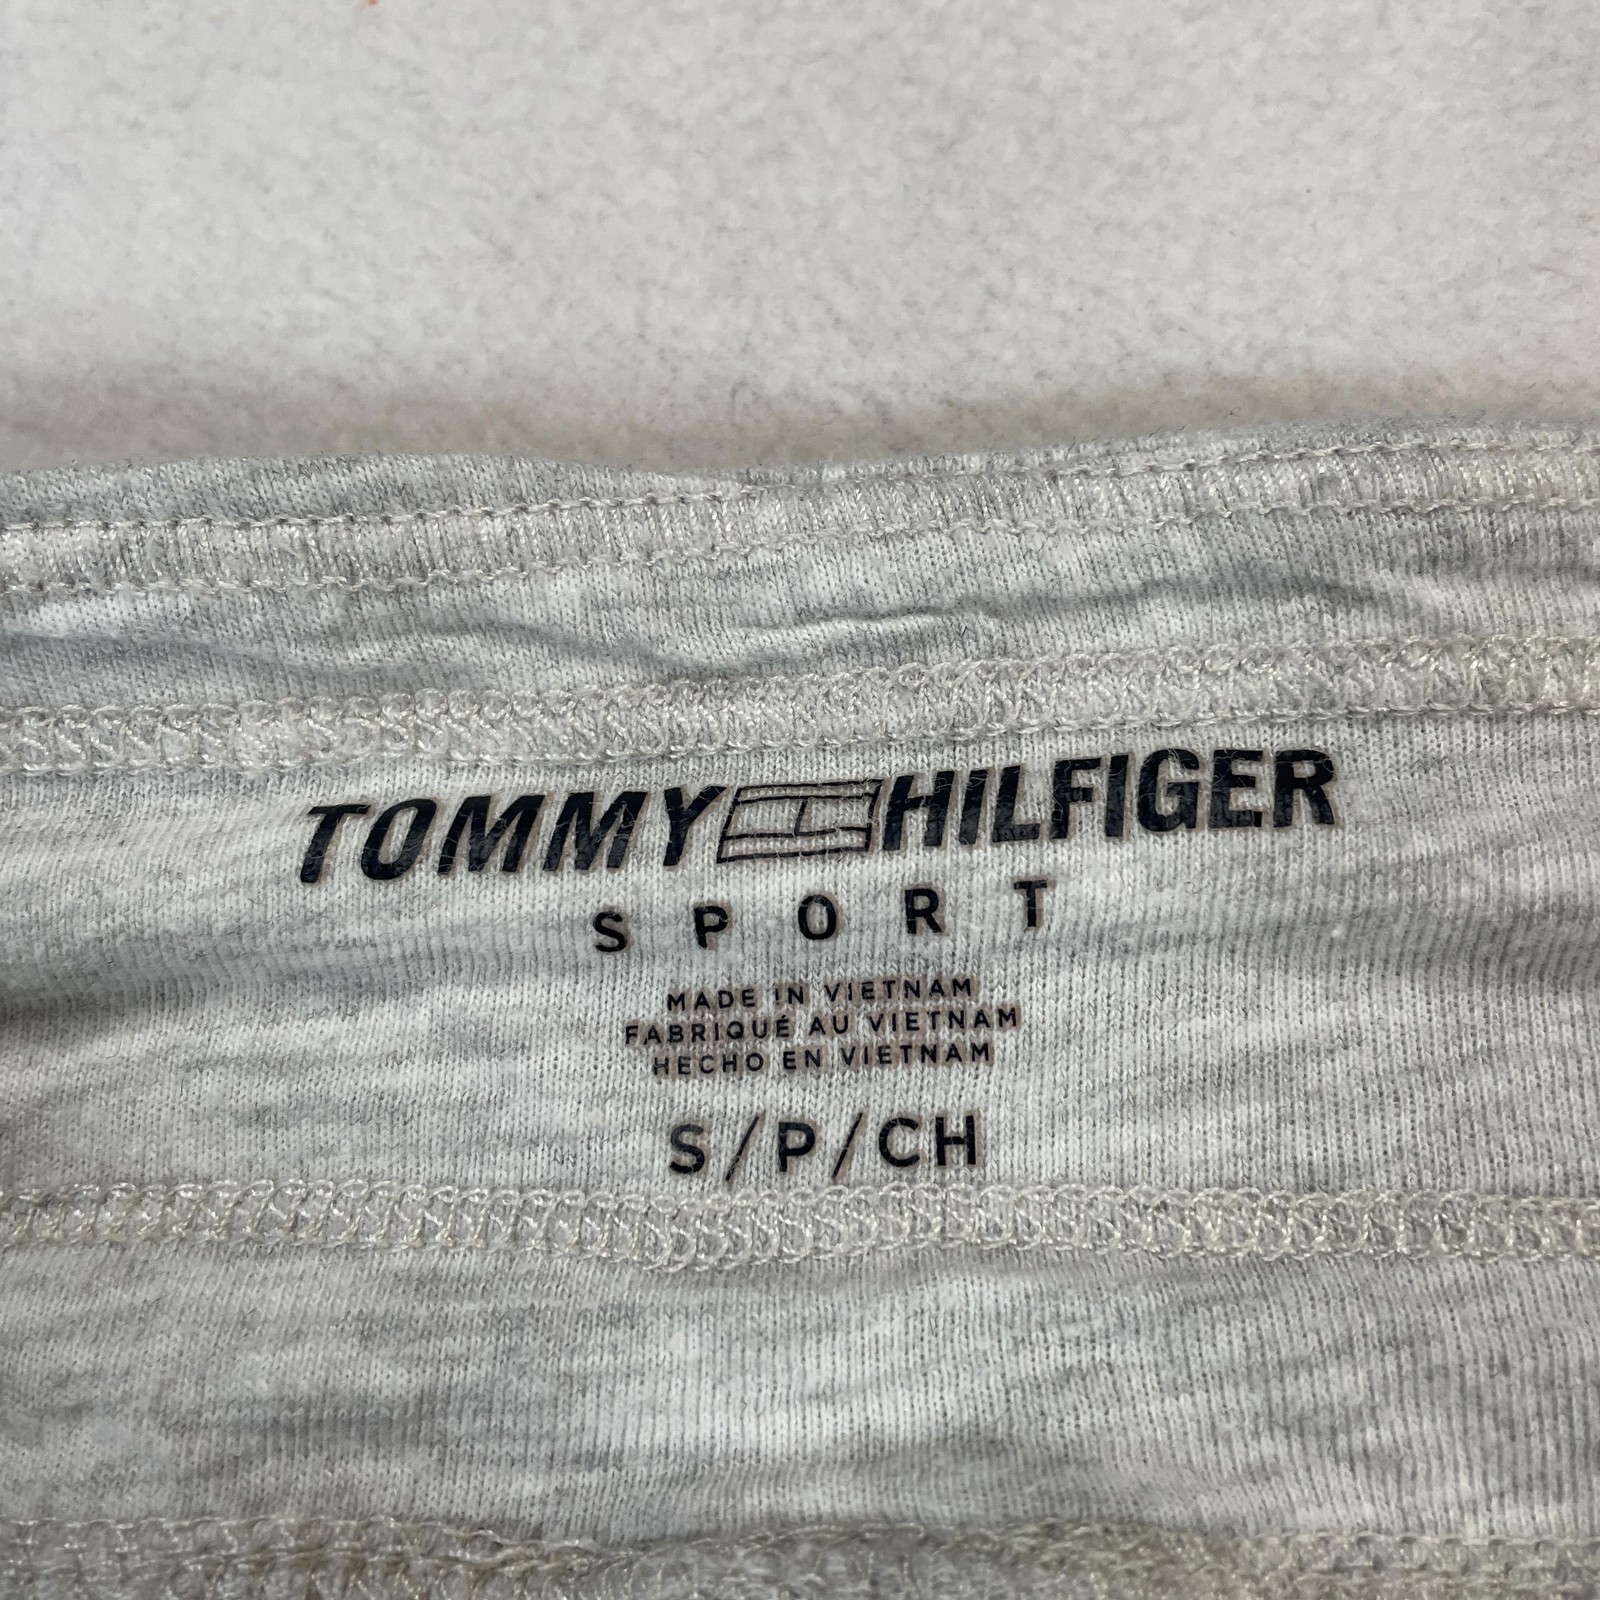 TOMMY HILFIGER
SPORT
MADE IN VIETNAM
FABRIQUÉ AU VIETNAM
HECHO EN VIETNAM
S/P/CH